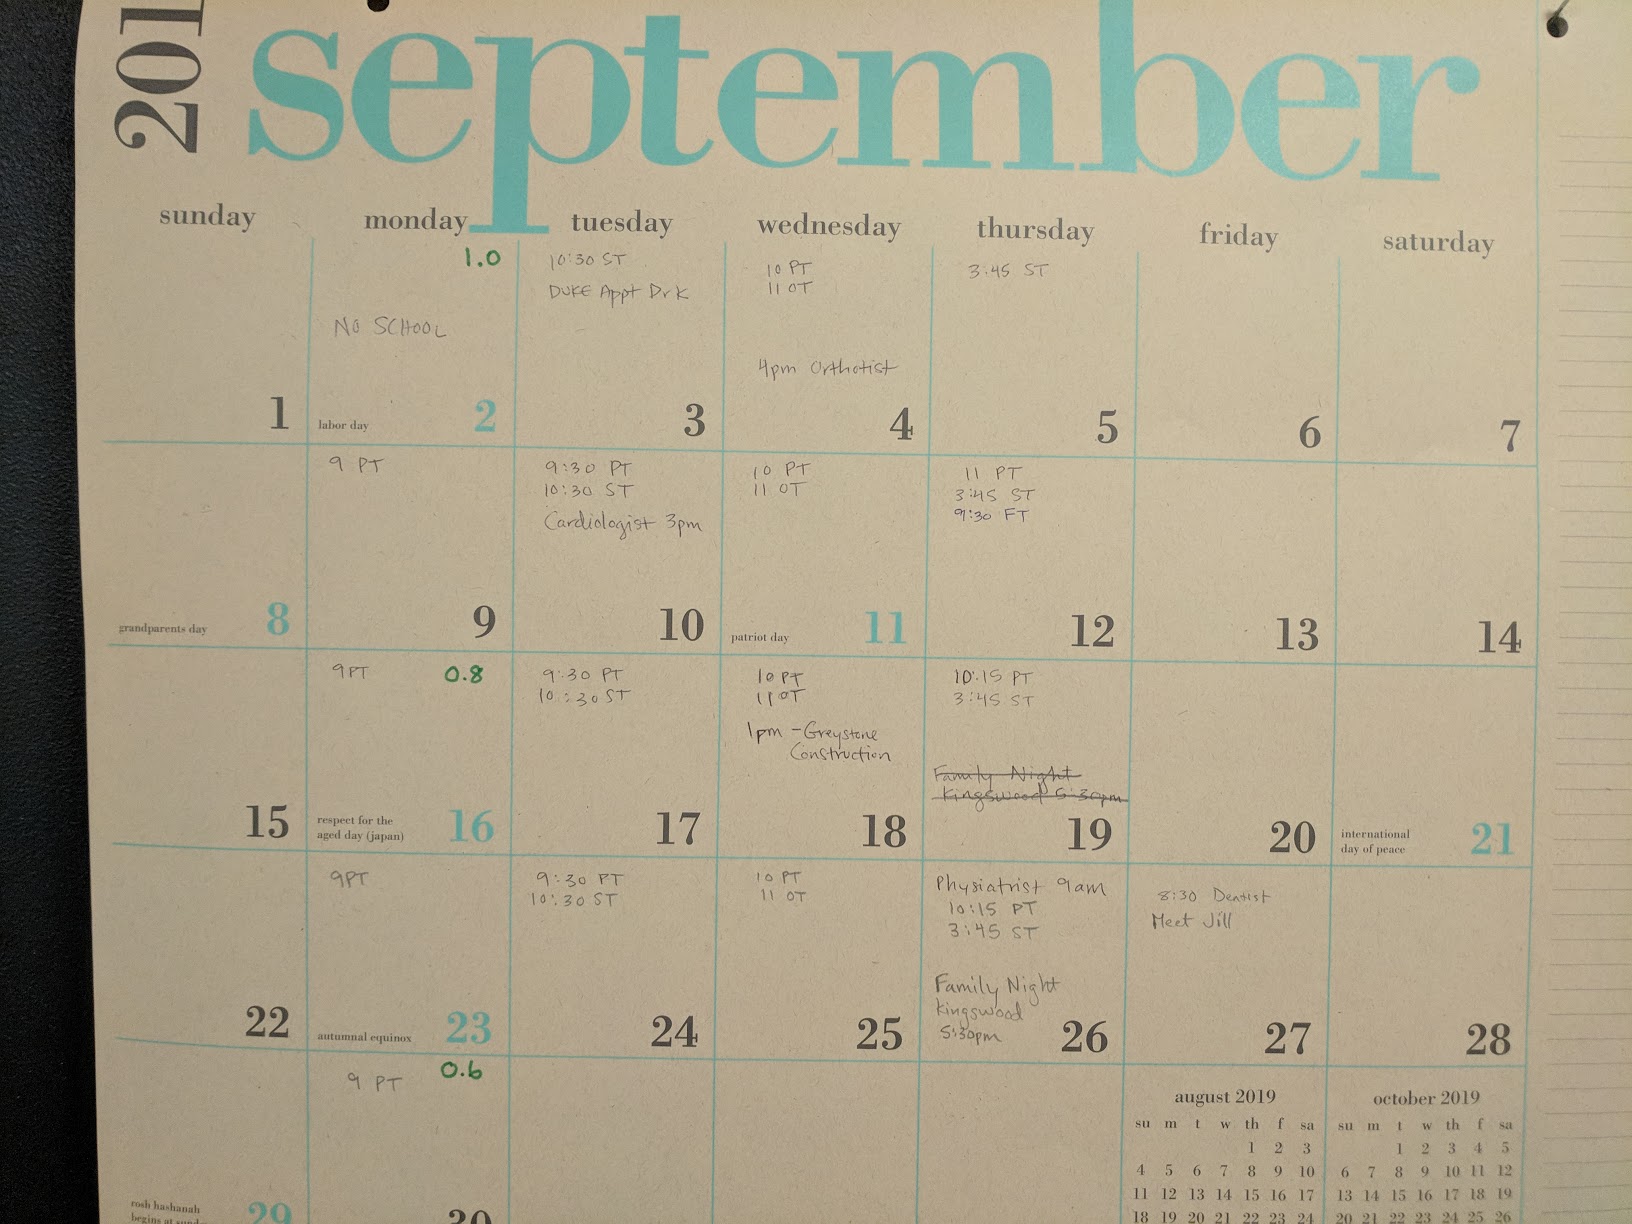 201
september
sunday monday tuesday wednesday thursday friday saturday
1
1.0
NO SCHOOL
labor day 2
10:30 ST
DUKE Appt Dr K
3
10 PT
11 OT
4pm Orthotist
4
3:45 ST
5
6
7
grandparents day 8
9 PT
9
9:30 PT
10:30 ST
Cardiologist 3pm
10
10 PT
11 OT
patriot day 11
11 PT
3:45 ST
9:30 FT
12
13
14
15
9PT 0.8
respect for the
aged day (japan) 16
9:30 PT
10:30 ST
17
10 PT
11 OT
1pm - Greystone
Construction
18
10:15 PT
3:45 ST
Family Night
Kingswood 5:30pm
19
20
international
day of peace 21
22
9PT
autumnal equinox 23
9:30 PT
10:30 ST
24
10 PT
11 OT
25
Physiatrist 9am
10:15 PT
3:45 ST
Family Night
Kingswood
5:30pm
26
8:30 Dentist
Meet Jill
27
28
rosh hashanah
begins at 29
9 PT 0.6
30
august 2019
su m t w th f sa
1 2 3
4 5 6 7 8 9 10
11 12 13 14 15 16 17
18 19 20 21 22 23 24
october 2019
su m t w th f sa
1 2 3 4 5
6 7 8 9 10 11 12
13 14 15 16 17 18 19
20 21 22 23 24 25 26